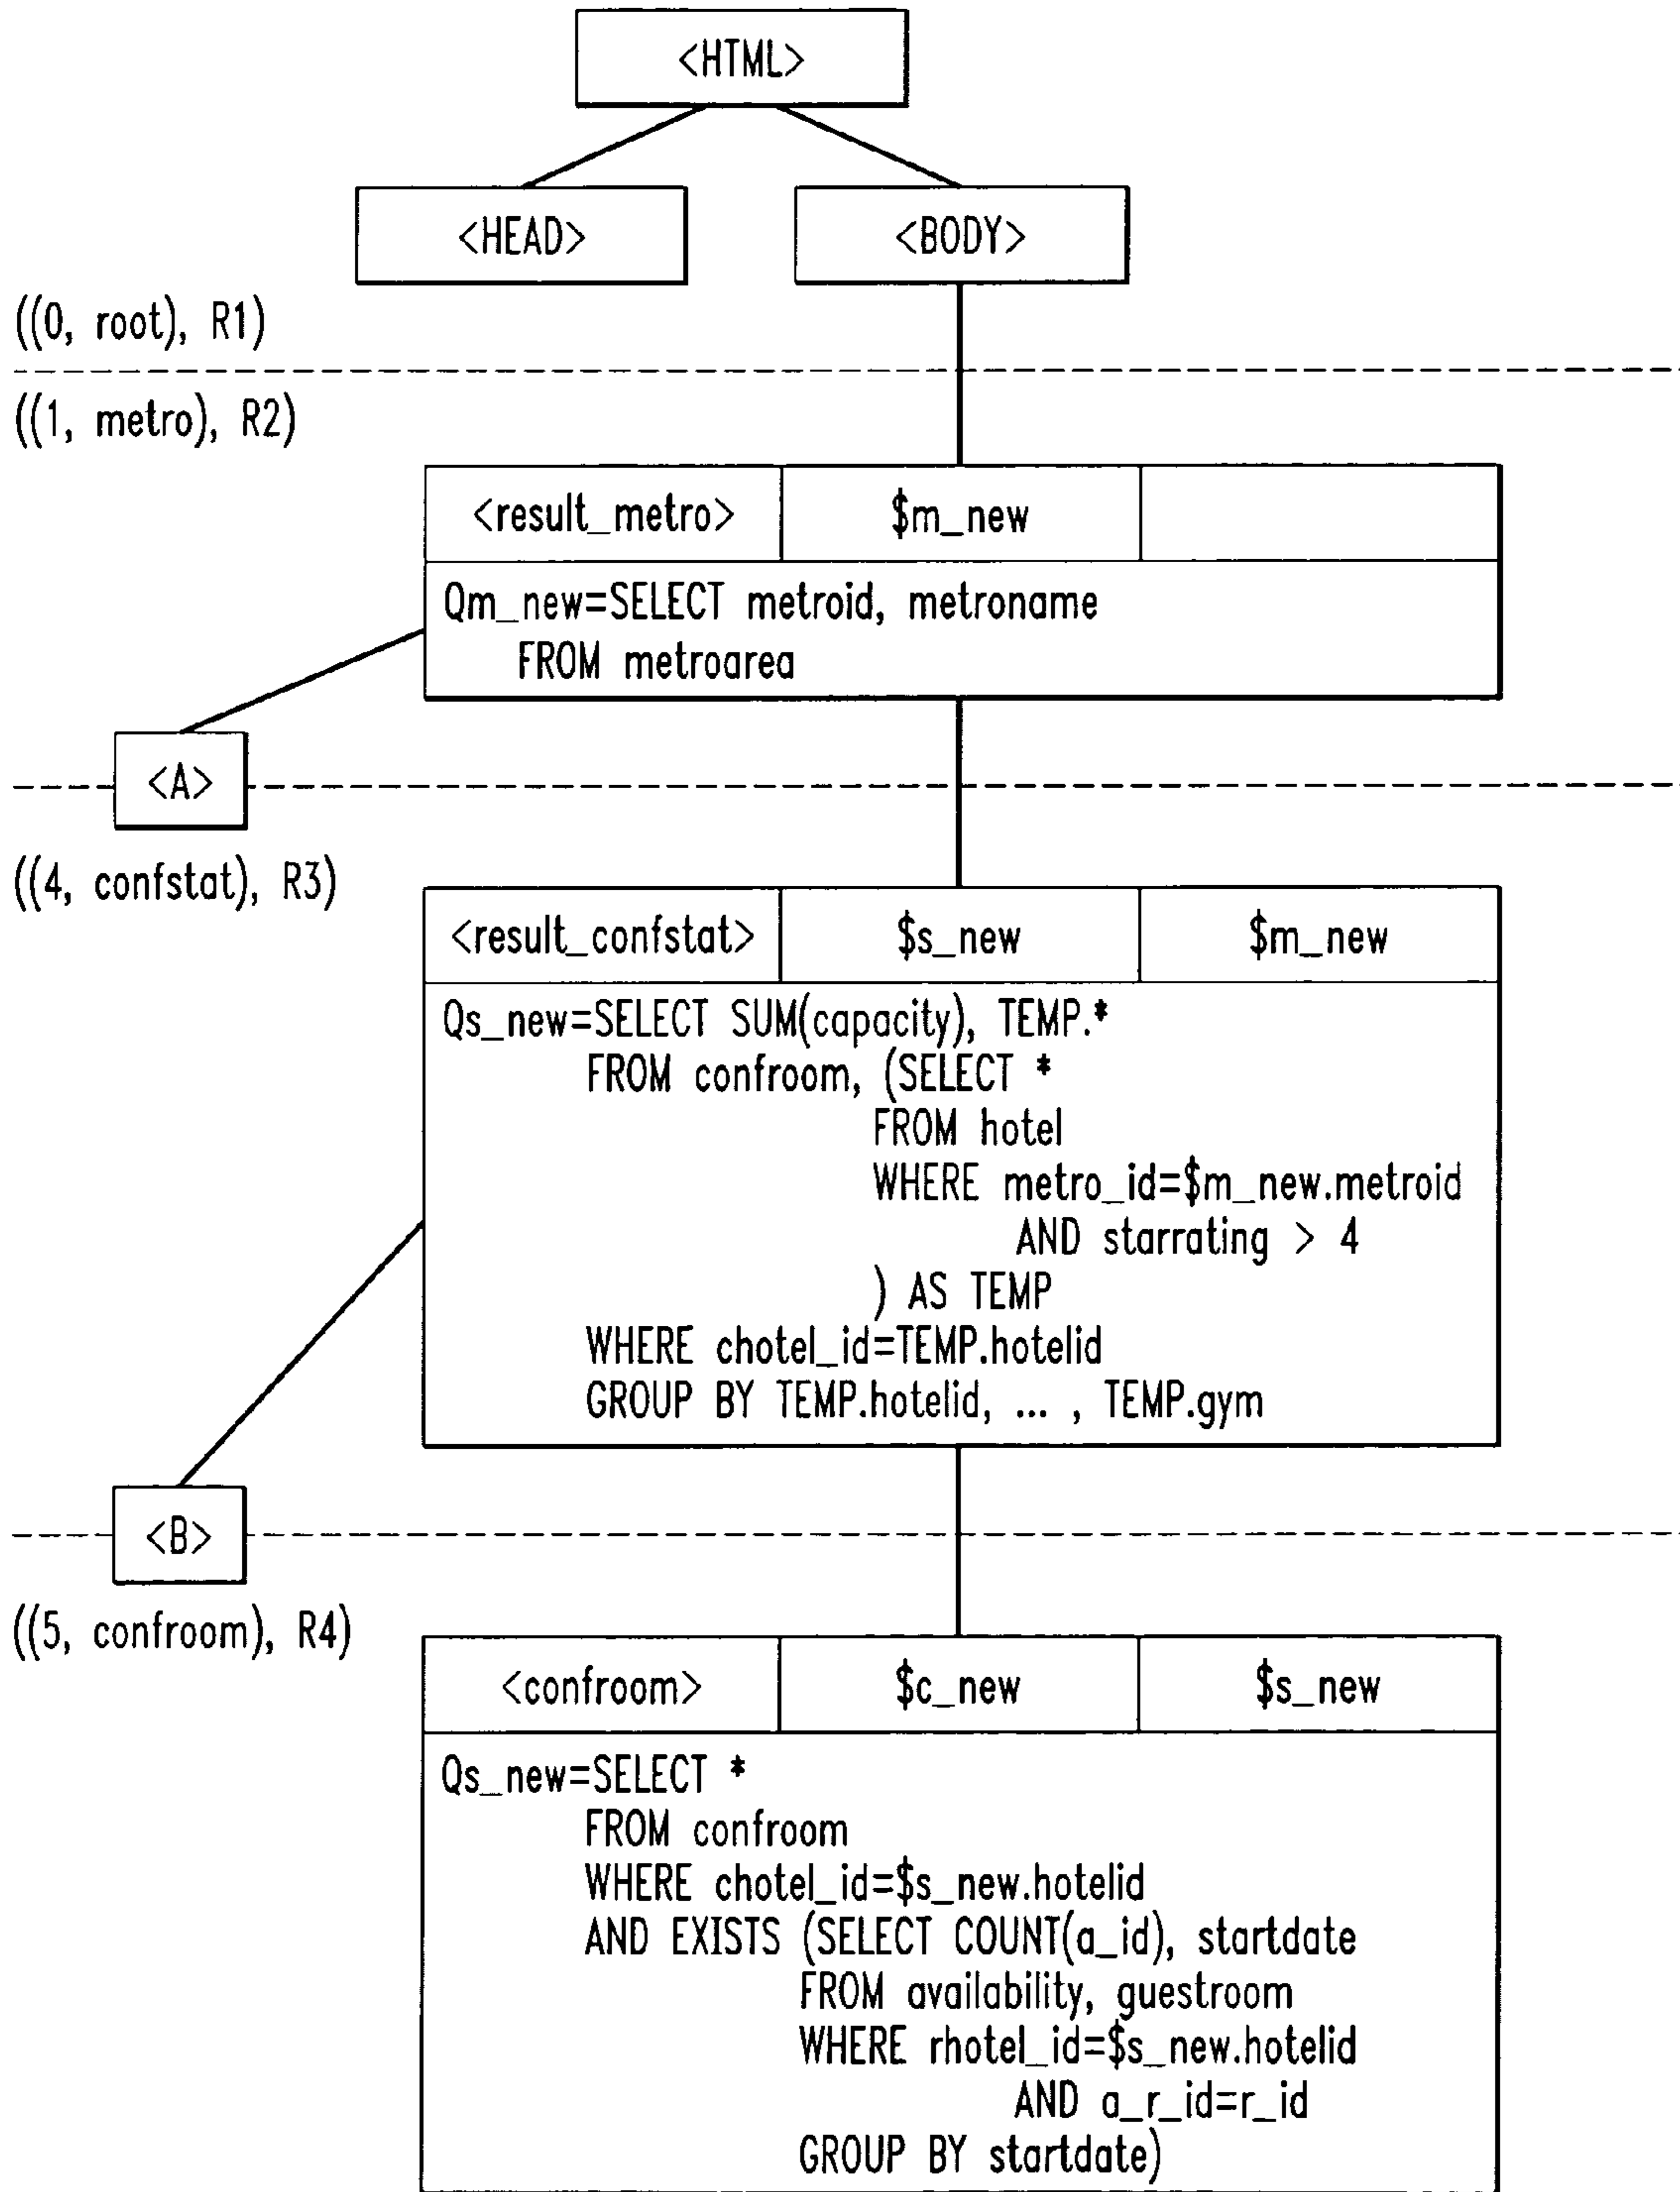 <HTML>
<HEAD>
<BODY>
((0, root), R1)
((1, metro), R2)
<result_metro> $m_new
Qm_new=SELECT metroid, metroname
FROM metroarea
<A>
((4, confstat), R3)
<result_confstat> $s_new $m_new
Qs_new=SELECT SUM(capacity), TEMP.*
FROM confroom, (SELECT *
FROM hotel
WHERE metro_id=$m_new.metroid
AND starrating > 4
) AS TEMP
WHERE chotel_id=TEMP.hotelid
GROUP BY TEMP.hotelid, ... , TEMP.gym
<B>
((5, confroom), R4)
<confroom> $c_new $s_new
Qs_new=SELECT *
FROM confroom
WHERE chotel_id=$s_new.hotelid
AND EXISTS (SELECT COUNT(a_id), startdate
FROM availability, guestroom
WHERE rhotel_id=$s_new.hotelid
AND a_r_id=r_id
GROUP BY startdate)